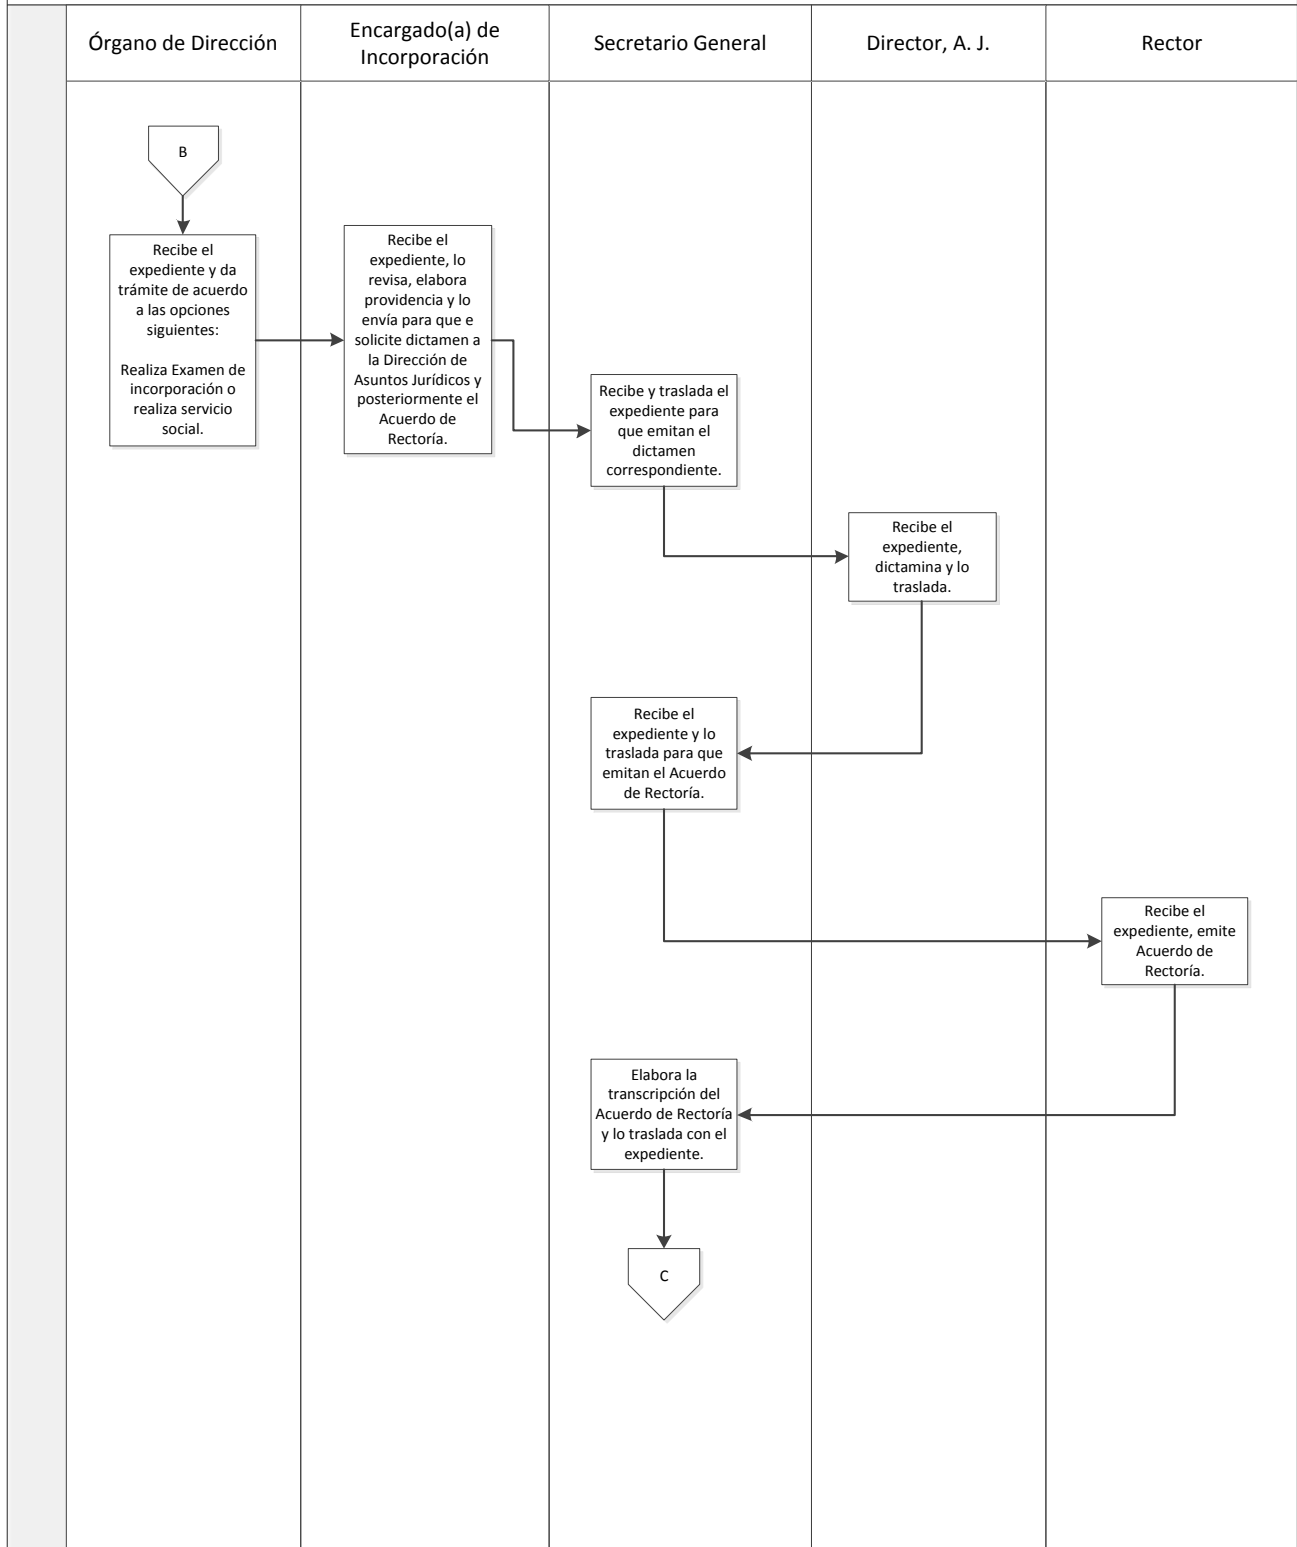 Órgano de Dirección
Encargado(a) de
Incorporación
Secretario General
Director, A. J.
Rector
B
Recibe el
expediente y da
trámite de acuerdo
a las opciones
siguientes:
Realiza Examen de
incorporación o
realiza servicio
social.
Recibe el
expediente, lo
revisa, elabora
providencia y lo
envía para que e
solicite dictamen a
la Dirección de
Asuntos Jurídicos y
posteriormente el
Acuerdo de
Rectoría.
Recibe y traslada el
expediente para
que emitan el
dictamen
correspondiente.
Recibe el
expediente,
dictamina y lo
traslada.
Recibe el
expediente y lo
traslada para que
emitan el Acuerdo
de Rectoría.
Recibe el
expediente, emite
Acuerdo de
Rectoría.
Elabora la
transcripción del
Acuerdo de Rectoría
y lo traslada con el
expediente.
C